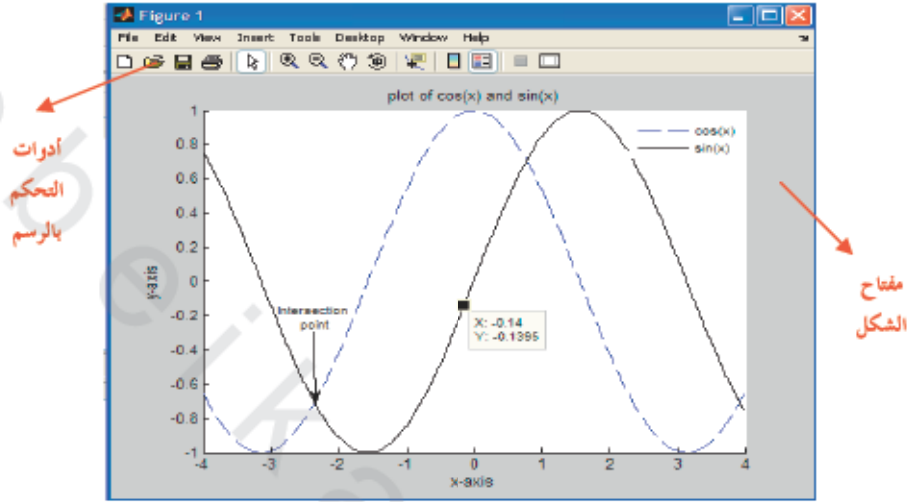 Figure 1
File Edit View Insert Tools Desktop Window Help
plot of cos(x) and sin(x)
cos(x)
sin(x)
1
0.8
0.6
0.4
0.2
0
-0.2
-0.4
-0.6
-0.8
-1
y-axis
Intersection
point
X: -0.14
Y: -0.1395
-4 -3 -2 -1 0 1 2 3 4
x-axis
أدوات
التحكم
بالرسم
مفتاح
الشكل